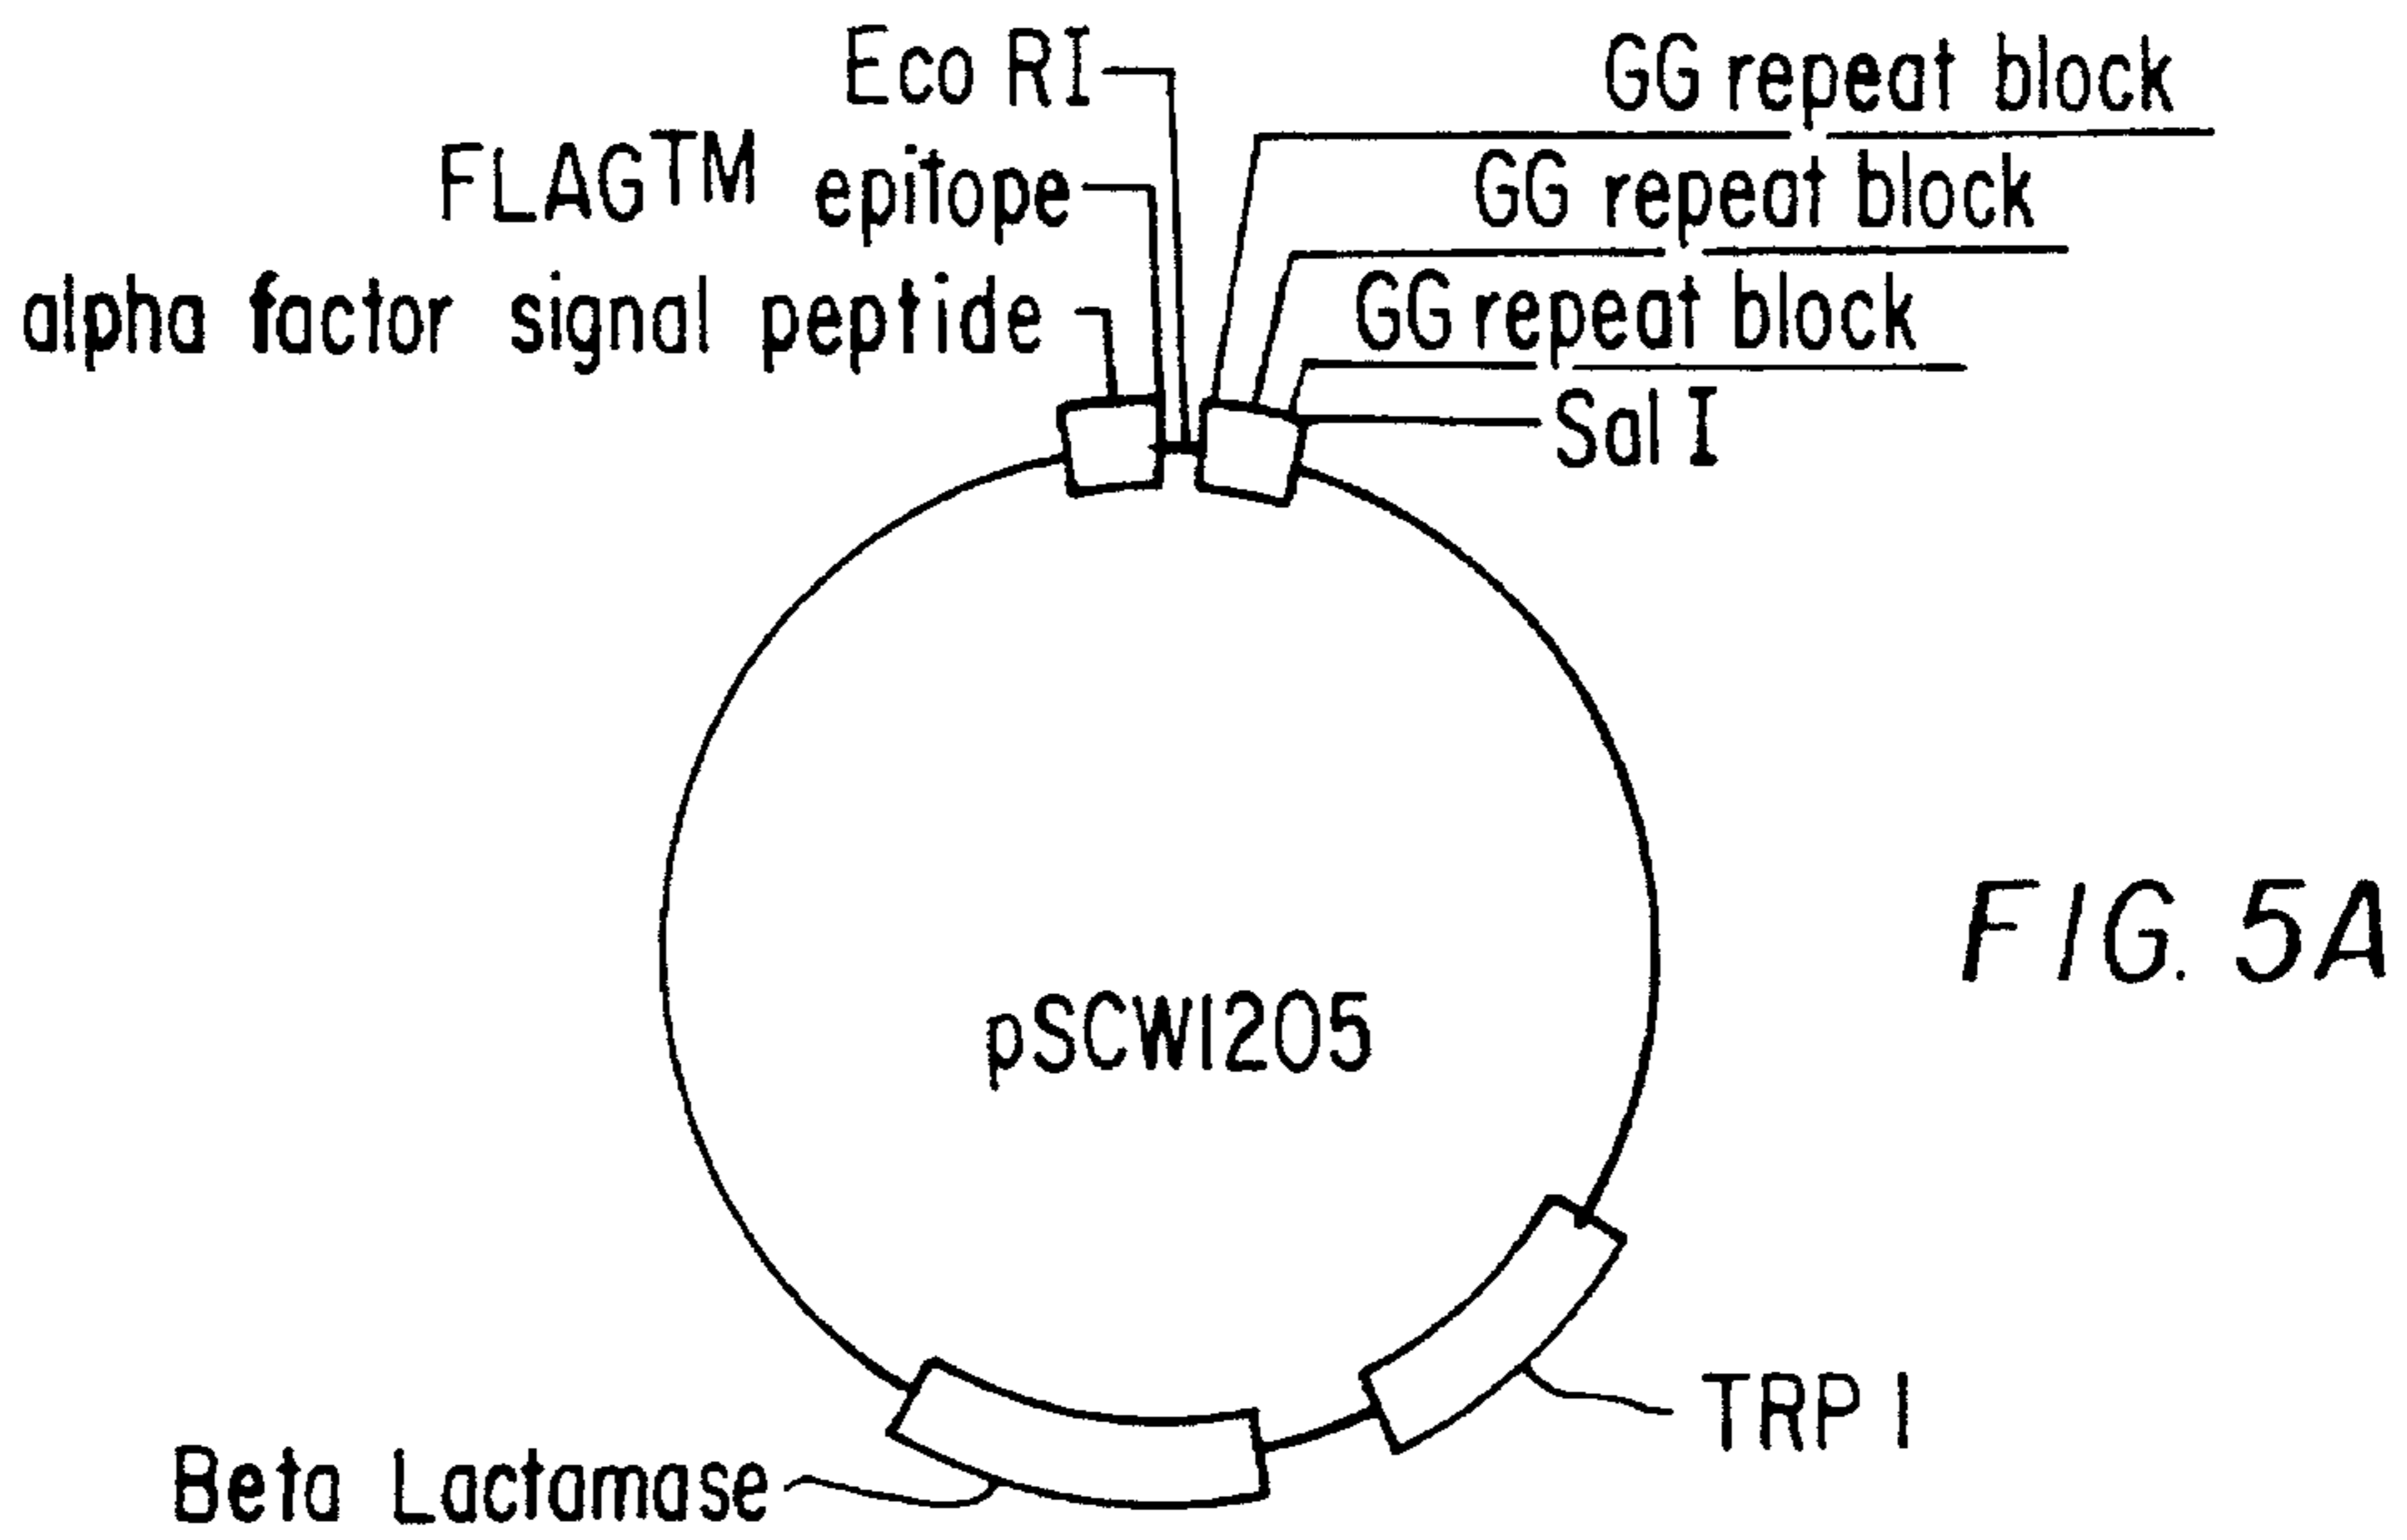 Eco RI
GG repeat block
FLAG™ epitope
GG repeat block
alpha factor signal peptide
GG repeat block
Sal I
FIG. 5A
pSCW1205
TRP 1
Beta Lactamase